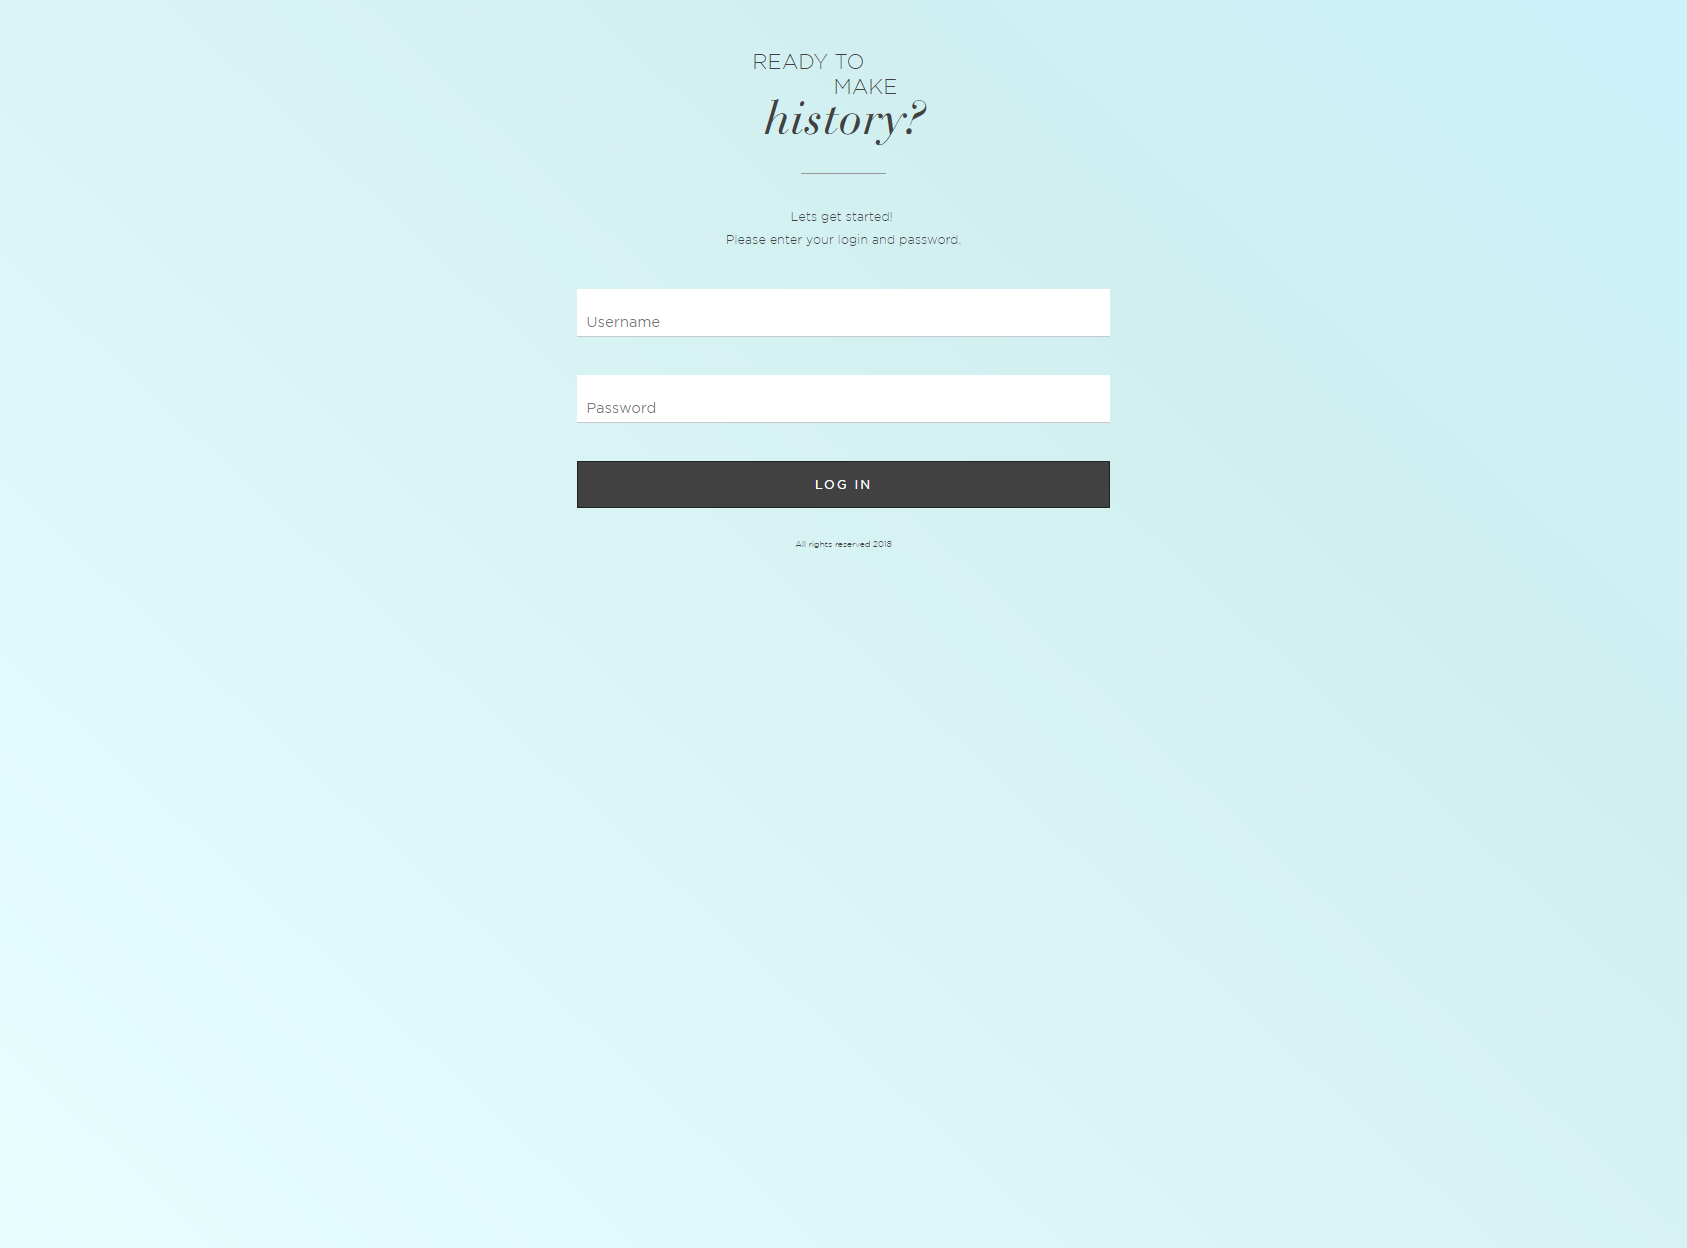 READY TO
MAKE
history?
Lets get started!
Please enter your login and password.
Username
Password
LOG IN
All rights reserved 2018